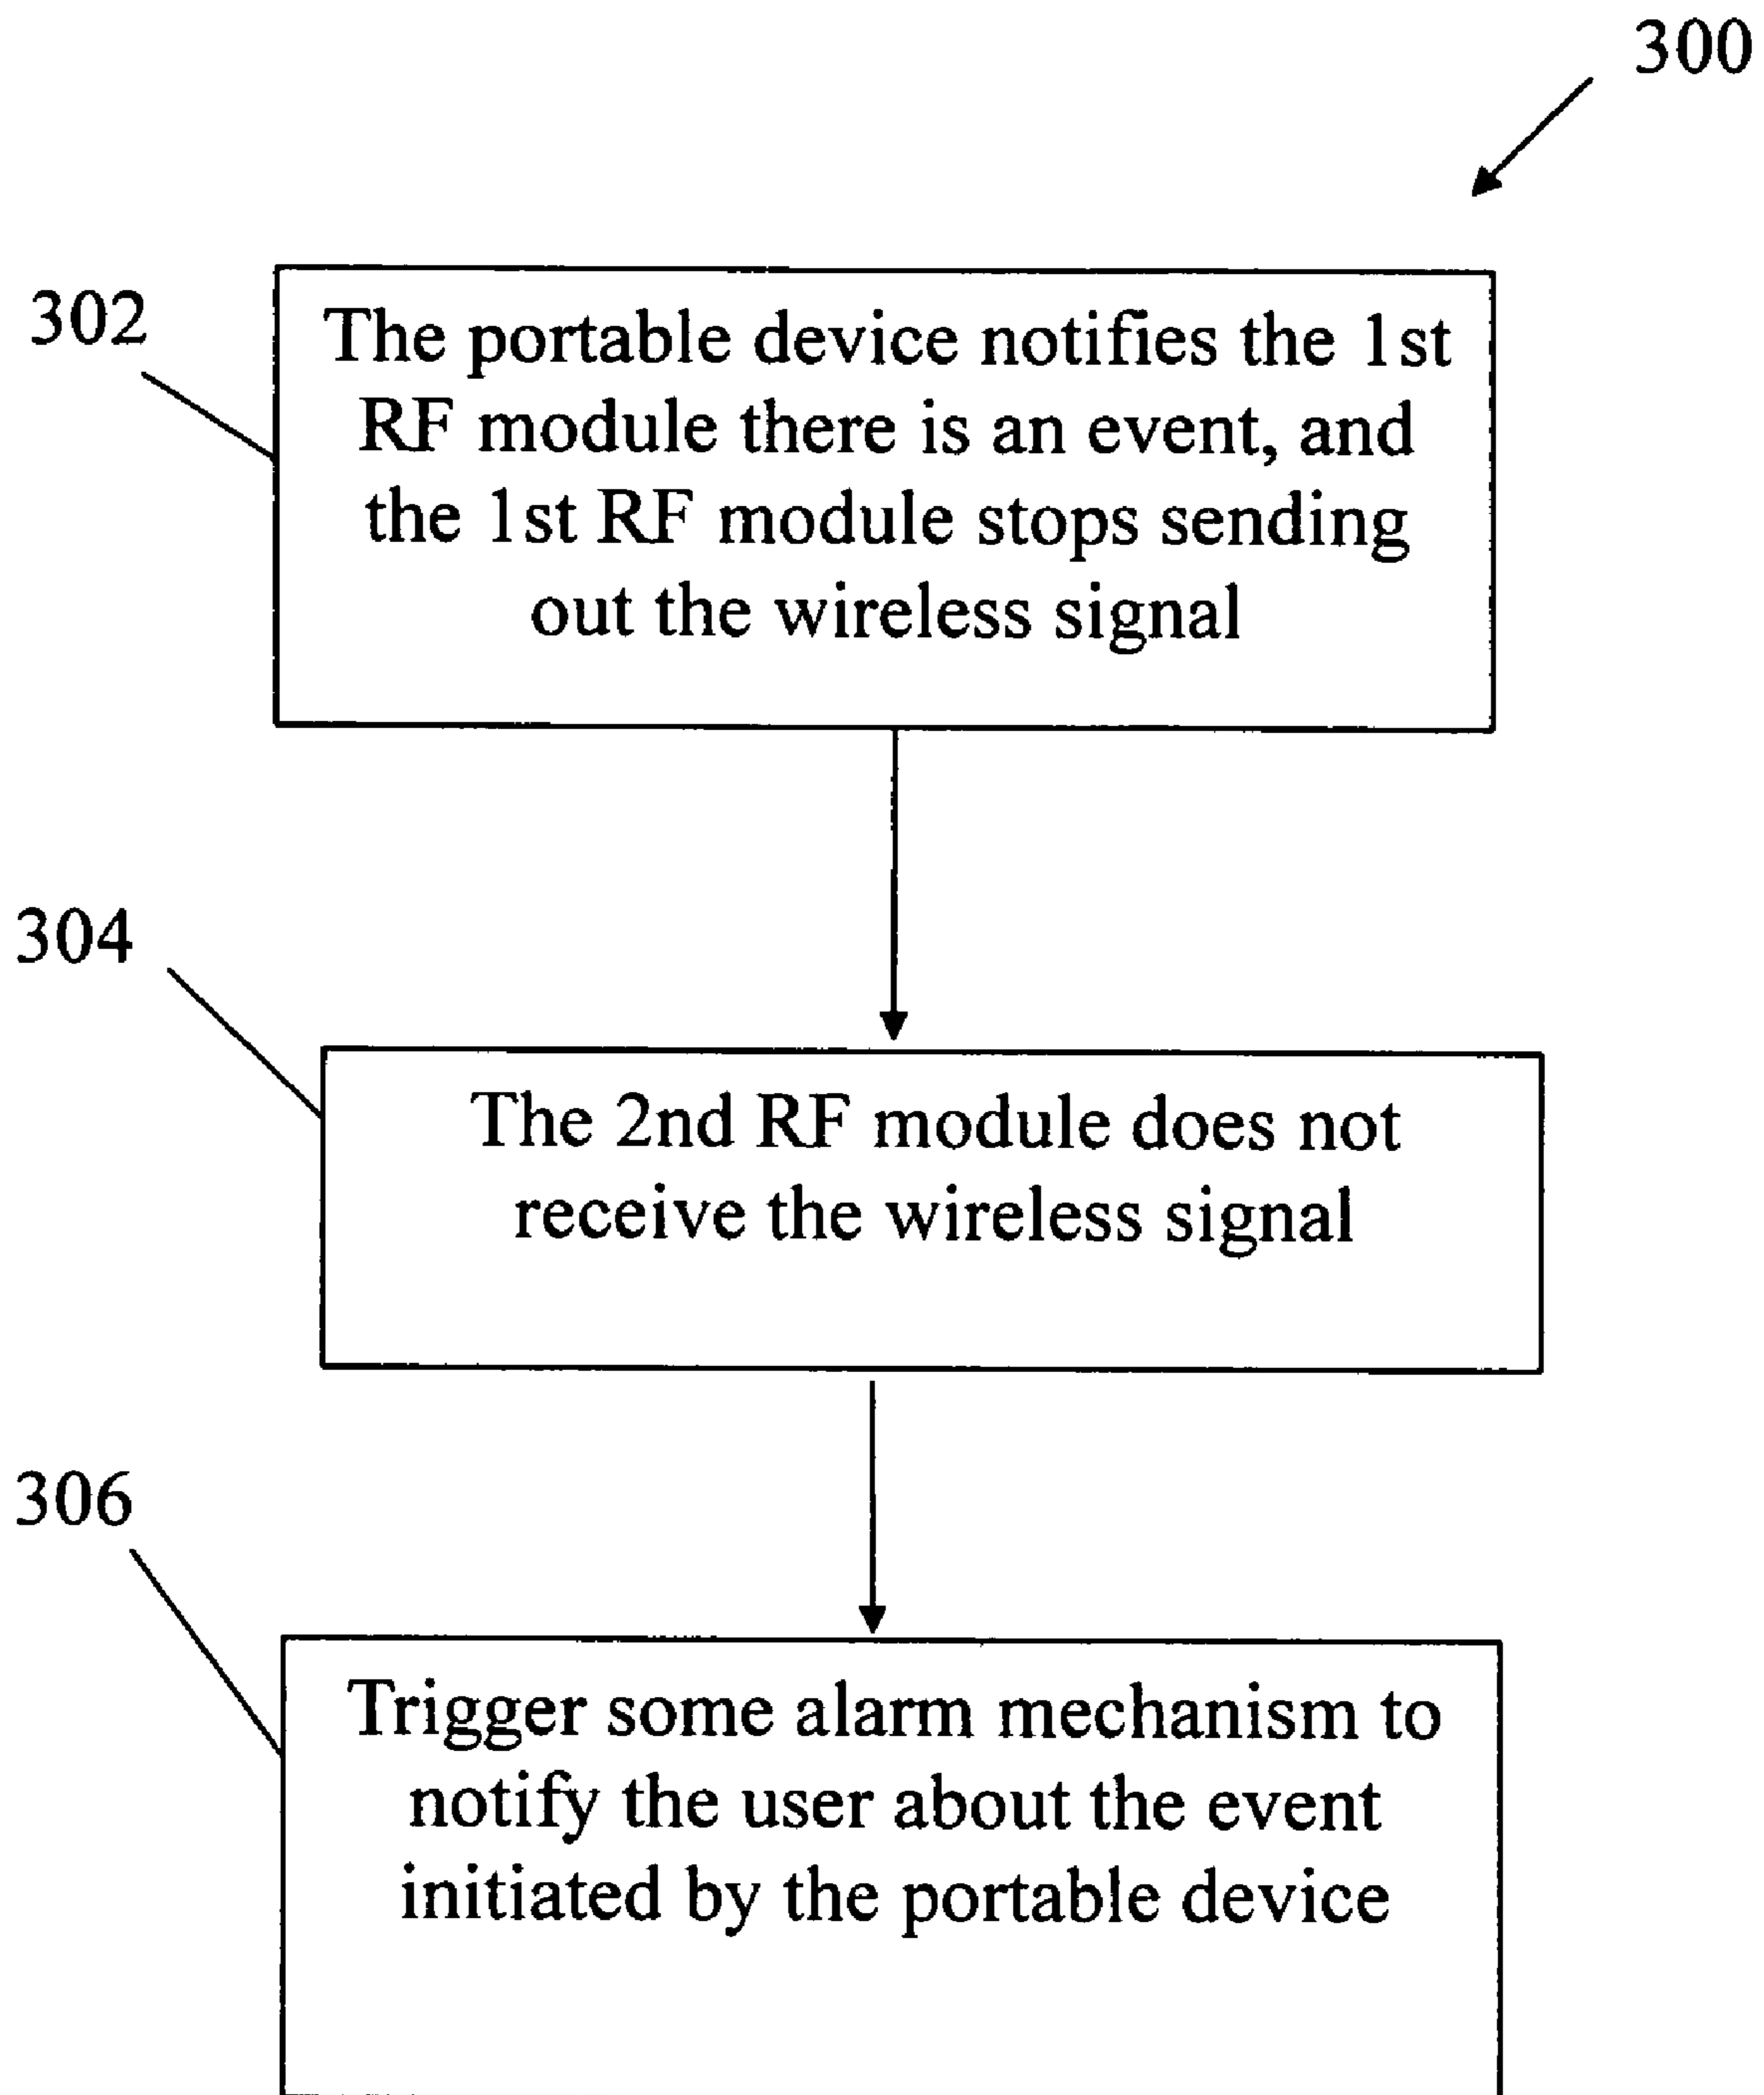 300
302
The portable device notifies the 1st
RF module there is an event, and
the 1st RF module stops sending
out the wireless signal
304
The 2nd RF module does not
receive the wireless signal
306
Trigger some alarm mechanism to
notify the user about the event
initiated by the portable device